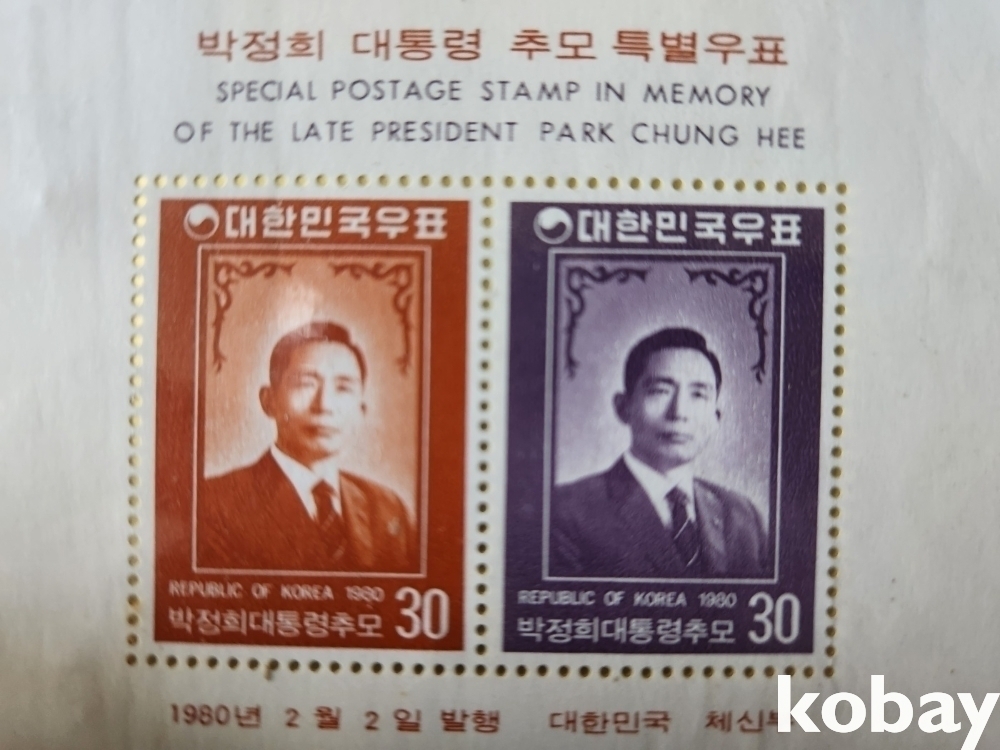 박정희 대통령 추모 특별우표
SPECIAL POSTAGE STAMP IN MEMORY
OF THE LATE PRESIDENT PARK CHUNG HEE
대한민국우표
REPUBLIC OF KOREA 1980
박정희대통령추모 30
대한민국우표
REPUBLIC OF KOREA 1980
박정희대통령추모 30
1980년 2월 2일 발행 대한민국
kobay